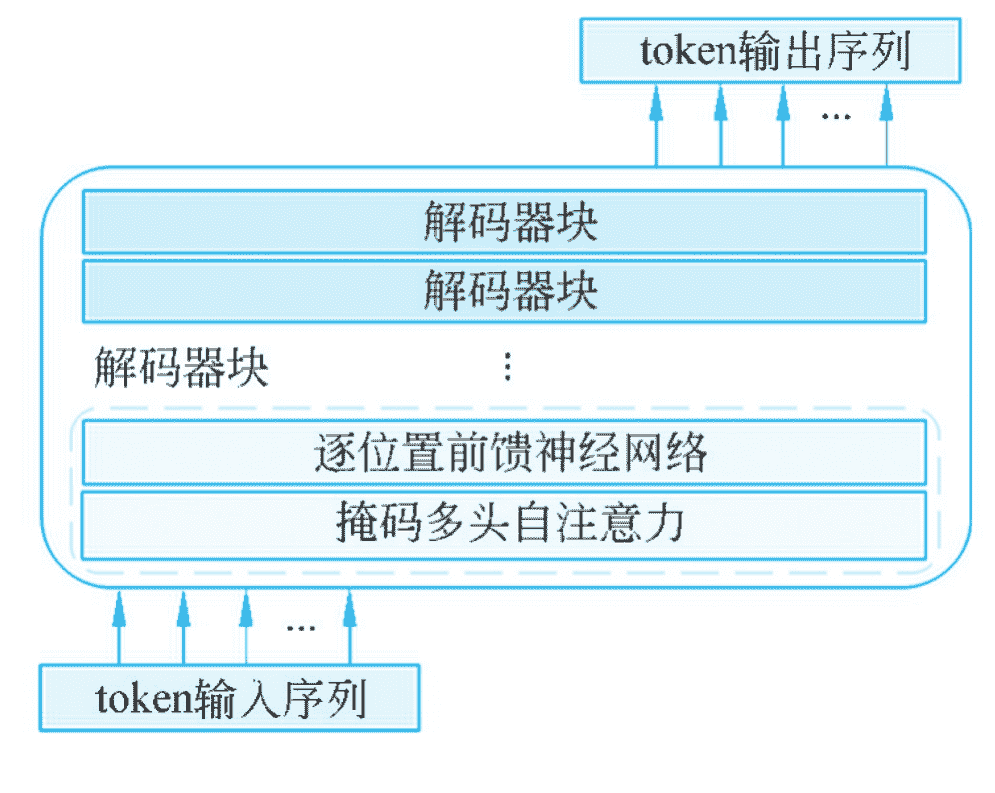 token输出序列
...
解码器块
解码器块
解码器块
逐位置前馈神经网络
掩码多头自注意力
...
token输入序列